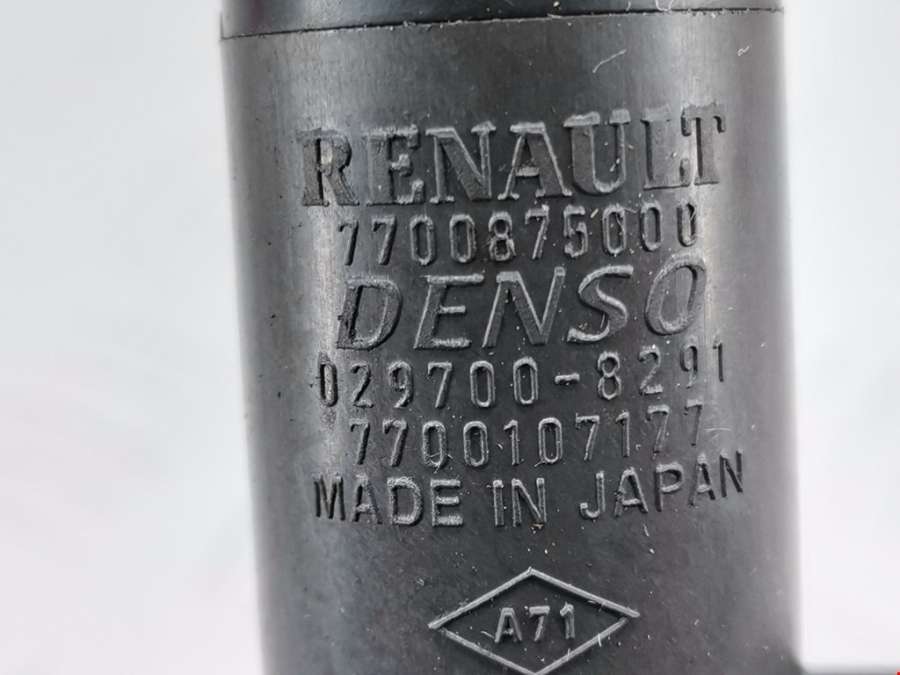 RENAULT
7700875000
DENSO
029700-8291
7700107177
MADE IN JAPAN
A71